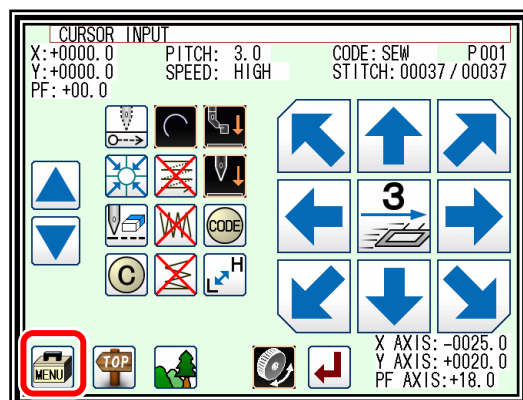 CURSOR INPUT
X:+0000.0 PITCH: 3.0 CODE:SEW P001
Y:+0000.0 SPEED: HIGH STITCH:00037/00037
PF:+00.0
3
CODE
C
L H
MENU
TOP
X AXIS:-0025.0
Y AXIS:+0020.0
PF AXIS:+18.0